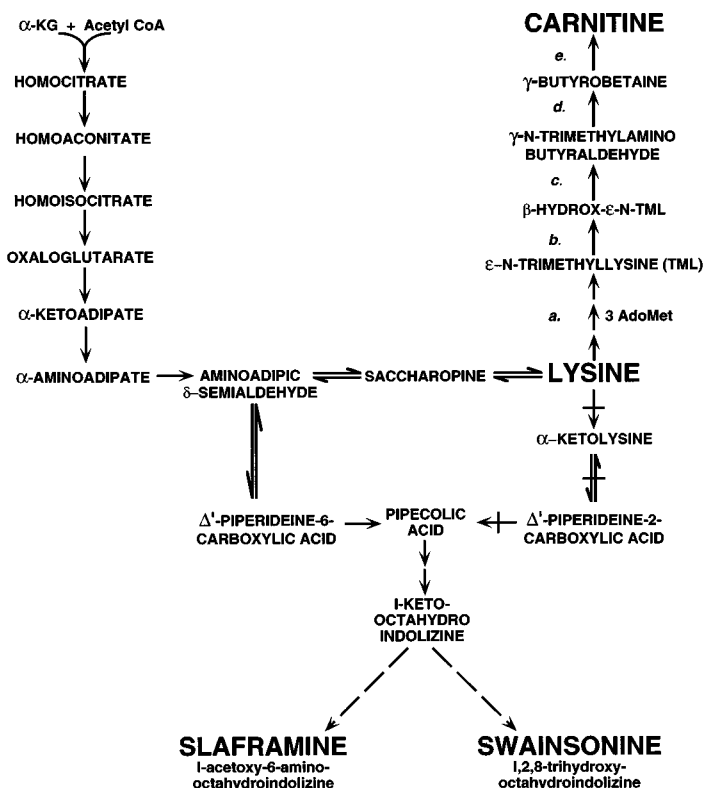 α-KG + Acetyl CoA
HOMOCITRATE
HOMOACONITATE
HOMOISOCITRATE
OXALOGLUTARATE
α-KETOADIPATE
α-AMINOADIPATE
AMINOADIPIC
δ–SEMIALDEHYDE
SACCHAROPINE
LYSINE
CARNITINE
e.
γ–BUTYROBETAINE
d.
γ–N-TRIMETHYLAMINO
BUTYRALDEHYDE
c.
β-HYDROX-ε-N-TML
b.
ε–N-TRIMETHYLLYSINE (TML)
a.
3 AdoMet
α–KETOLYSINE
Δ'-PIPERIDEINE-6-
CARBOXYLIC ACID
PIPECOLIC
ACID
Δ'-PIPERIDEINE-2-
CARBOXYLIC ACID
I-KETO-
OCTAHYDRO
INDOLIZINE
SLAFRAMINE
I-acetoxy-6-amino-
octahydroindolizine
SWAINSONINE
I,2,8-trihydroxy-
octahydroindolizine